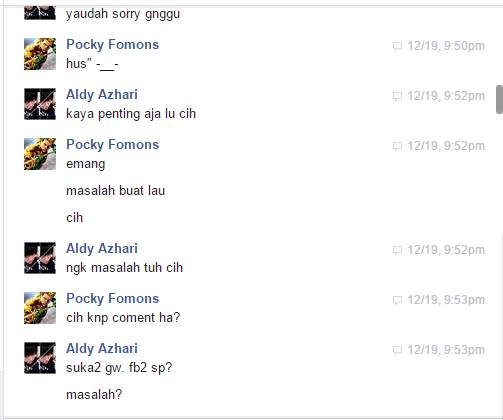 yaudah sorry gnggu
Pocky Fomons 12/19, 9:50pm
hus" -__-
Aldy Azhari 12/19, 9:52pm
kaya penting aja lu cih
Pocky Fomons 12/19, 9:52pm
emang
masalah buat lau
cih
Aldy Azhari 12/19, 9:52pm
ngk masalah tuh cih
Pocky Fomons 12/19, 9:53pm
cih knp coment ha?
Aldy Azhari 12/19, 9:53pm
suka2 gw. fb2 sp?
masalah?